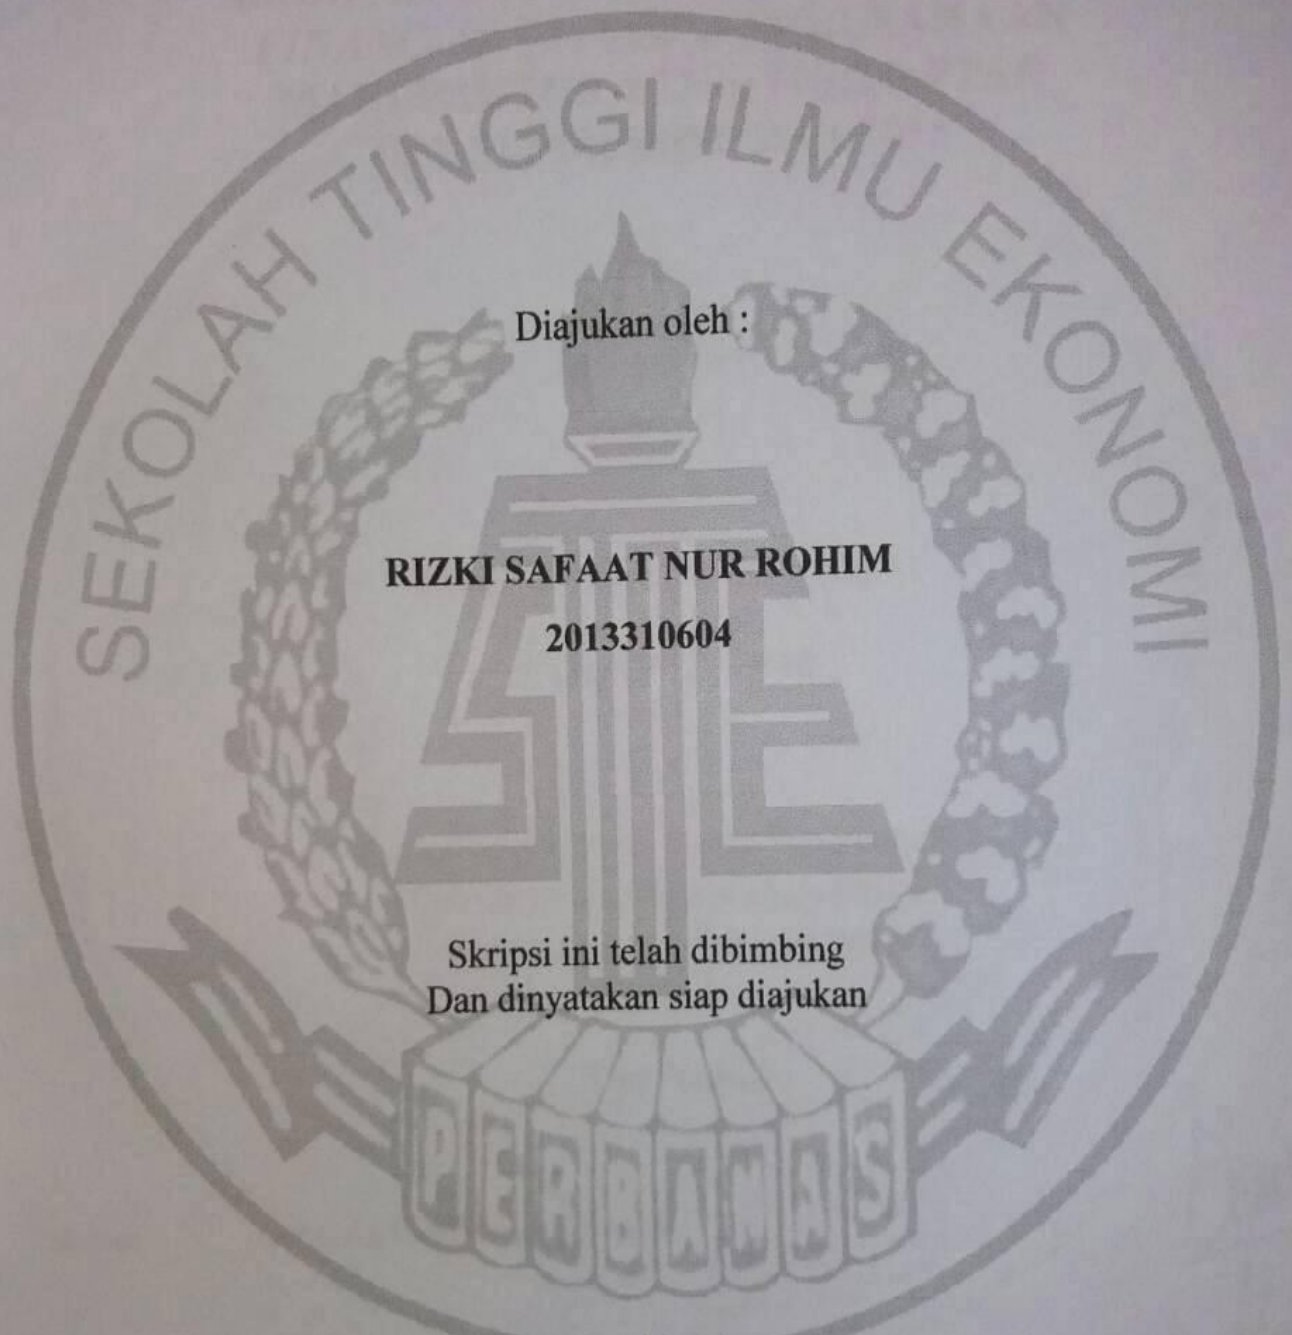 SEKOLAH TINGGI ILMU EKONOMI
Diajukan oleh :
RIZKI SAFAAT NUR ROHIM
2013310604
STIE
Skripsi ini telah dibimbing
Dan dinyatakan siap diajukan
PERBANAS